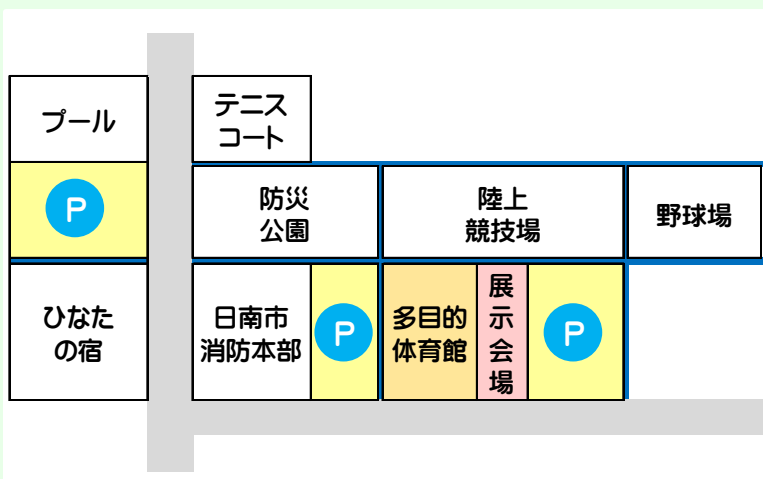 プール
テニス
コート
P
防災
公園
陸上
競技場
野球場
ひなた
の宿
日南市
消防本部
P
多目的
体育館
展
示
会
場
P